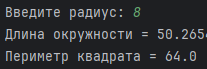 Введите радиус: 8
Длина окружности = 50.265
Периметр квадрата = 64.0